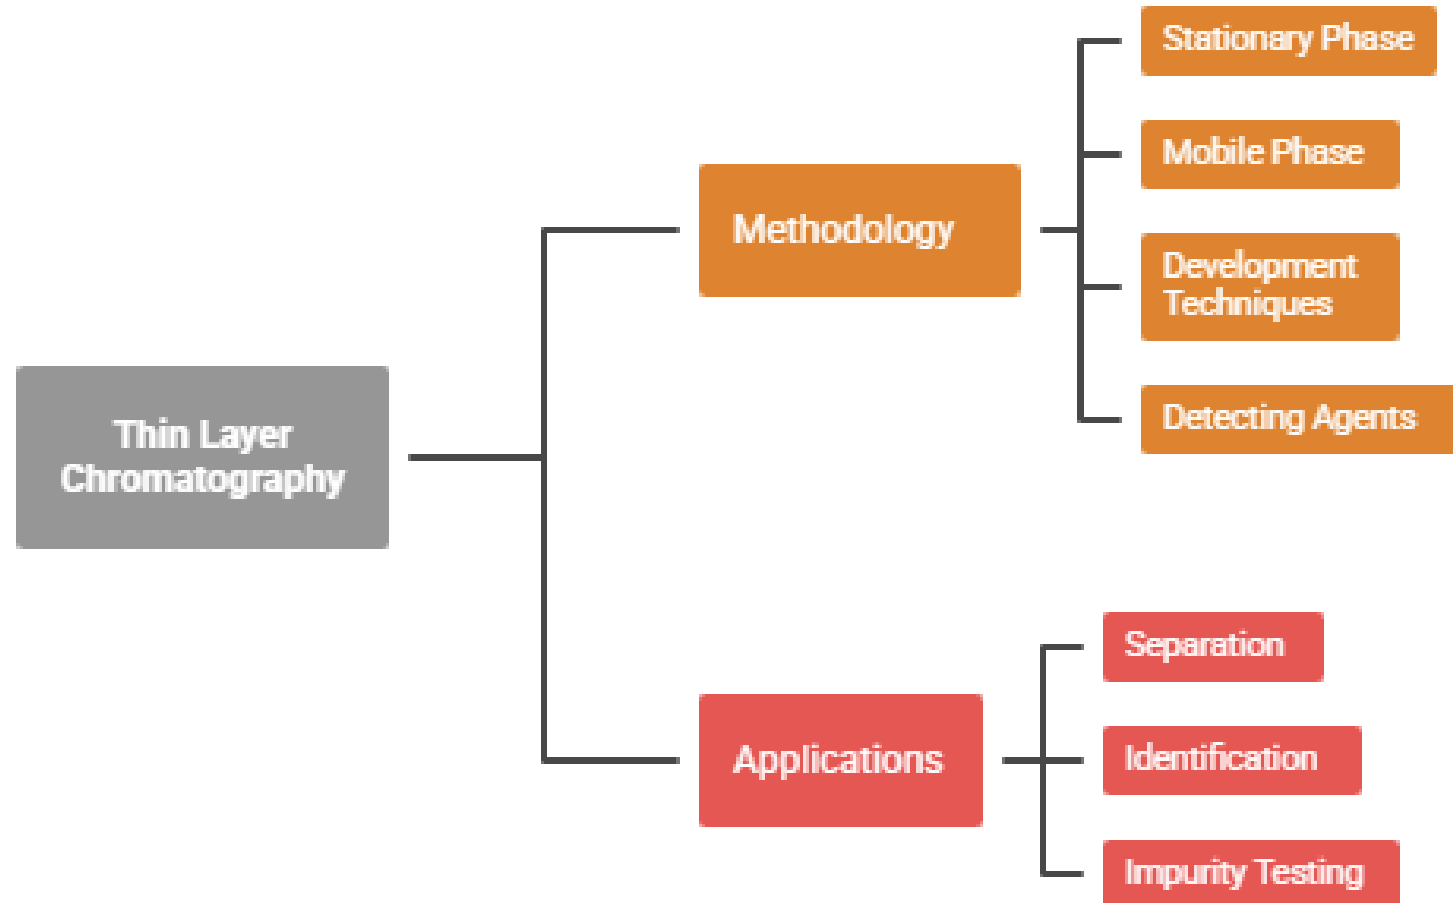 Stationary Phase
Mobile Phase
Methodology
Development
Techniques
Detecting Agents
Thin Layer
Chromatography
Separation
Applications
Identification
Impurity Testing